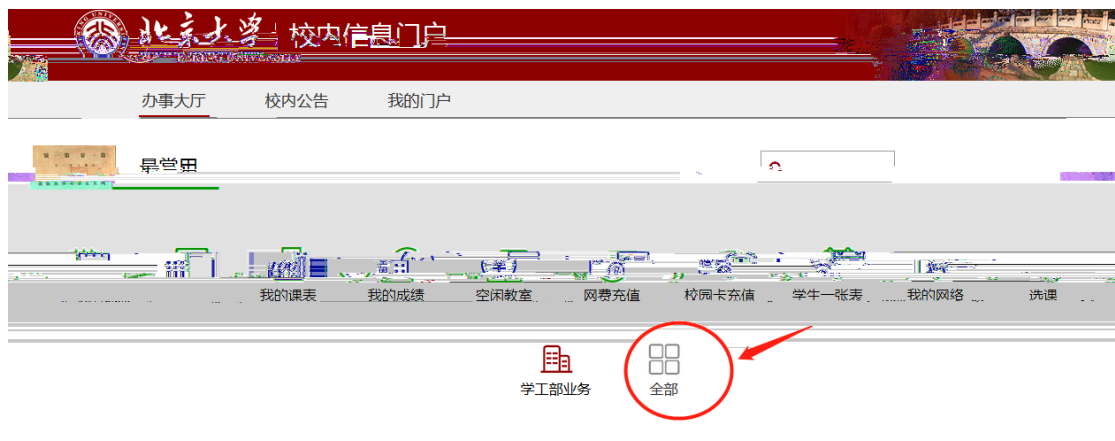 北京大学 校内信息门户
办事大厅 校内公告 我的门户
最常用
我的课表 我的成绩 空闲教室 网费充值 校园卡充值 学生一张表 我的网络 选课
学工部业务 全部